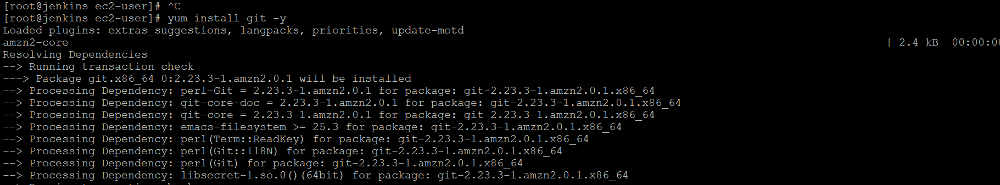 [root@jenkins ec2-user]# ^C
[root@jenkins ec2-user]# yum install git -y
Loaded plugins: extras_suggestions, langpacks, priorities, update-motd
amzn2-core | 2.4 kB 00:00:00
Resolving Dependencies
--> Running transaction check
---> Package git.x86_64 0:2.23.3-1.amzn2.0.1 will be installed
--> Processing Dependency: perl-Git = 2.23.3-1.amzn2.0.1 for package: git-2.23.3-1.amzn2.0.1.x86_64
--> Processing Dependency: git-core-doc = 2.23.3-1.amzn2.0.1 for package: git-2.23.3-1.amzn2.0.1.x86_64
--> Processing Dependency: git-core = 2.23.3-1.amzn2.0.1 for package: git-2.23.3-1.amzn2.0.1.x86_64
--> Processing Dependency: emacs-filesystem >= 25.3 for package: git-2.23.3-1.amzn2.0.1.x86_64
--> Processing Dependency: perl(Term::ReadKey) for package: git-2.23.3-1.amzn2.0.1.x86_64
--> Processing Dependency: perl(Git::I18N) for package: git-2.23.3-1.amzn2.0.1.x86_64
--> Processing Dependency: perl(Git) for package: git-2.23.3-1.amzn2.0.1.x86_64
--> Processing Dependency: libsecret-1.so.0()(64bit) for package: git-2.23.3-1.amzn2.0.1.x86_64